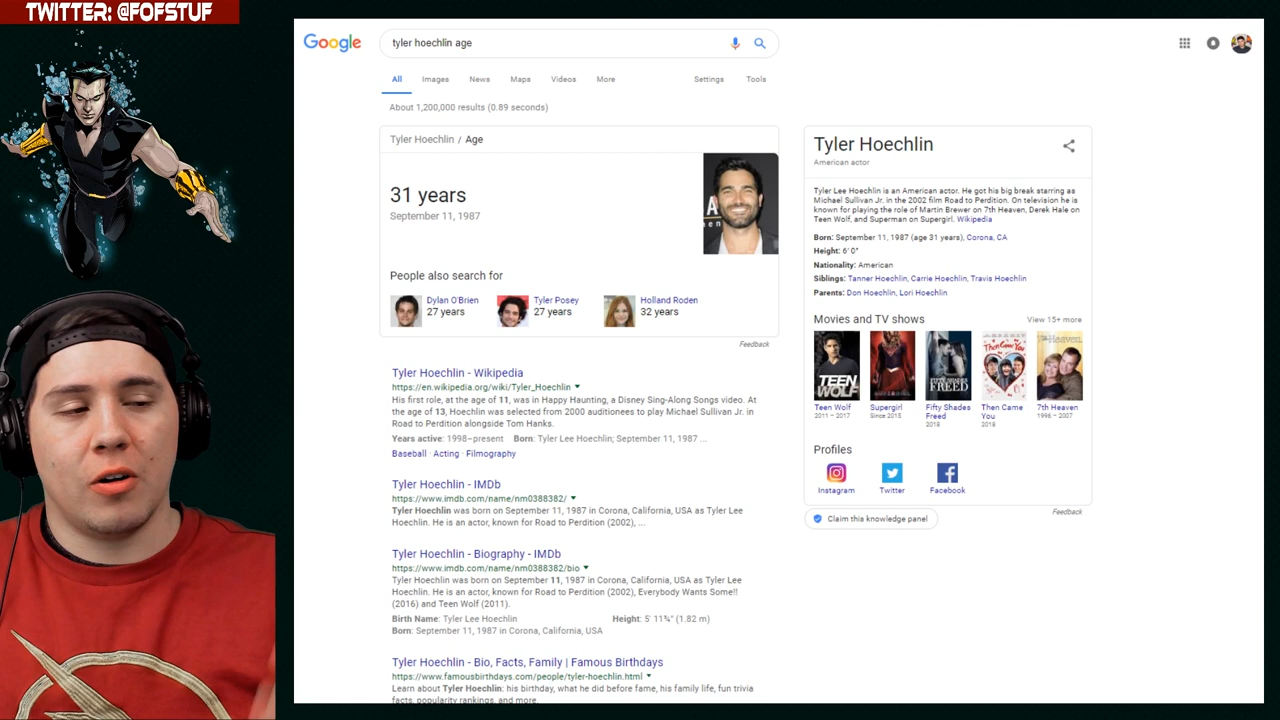 TWITTER: @FOFSTUF
Google
tyler hoechlin age
All Images News Maps Videos More Settings Tools
About 1,200,000 results (0.89 seconds)
Tyler Hoechlin / Age
31 years
September 11, 1987
People also search for
Dylan O'Brien
27 years
Tyler Posey
27 years
Holland Roden
32 years
Feedback
Tyler Hoechlin - Wikipedia
https://en.wikipedia.org/wiki/Tyler_Hoechlin
His first role, at the age of 11, was in Happy Haunting, a Disney Sing-Along Songs video. At
the age of 13, Hoechlin was selected from 2000 auditionees to play Michael Sullivan Jr. in
Road to Perdition alongside Tom Hanks.
Years active: 1998–present Born: Tyler Lee Hoechlin; September 11, 1987 ...
Baseball · Acting · Filmography
Tyler Hoechlin - IMDb
https://www.imdb.com/name/nm0388382/
Tyler Hoechlin was born on September 11, 1987 in Corona, California, USA as Tyler Lee
Hoechlin. He is an actor, known for Road to Perdition (2002), ...
Tyler Hoechlin - Biography - IMDb
https://www.imdb.com/name/nm0388382/bio
Tyler Hoechlin was born on September 11, 1987 in Corona, California, USA as Tyler Lee
Hoechlin. He is an actor, known for Road to Perdition (2002), Everybody Wants Some!!
(2016) and Teen Wolf (2011).
Birth Name: Tyler Lee Hoechlin Height: 5' 11¾" (1.82 m)
Born: September 11, 1987 in Corona, California, USA
Tyler Hoechlin - Bio, Facts, Family | Famous Birthdays
https://www.famousbirthdays.com/people/tyler-hoechlin.html
Learn about Tyler Hoechlin: his birthday, what he did before fame, his family life, fun trivia
facts, popularity rankings, and more.
Tyler Hoechlin
American actor
Tyler Lee Hoechlin is an American actor. He got his big break starring as
Michael Sullivan Jr. in the 2002 film Road to Perdition. On television he is
known for playing the role of Martin Brewer on 7th Heaven, Derek Hale on
Teen Wolf, and Superman on Supergirl. Wikipedia
Born: September 11, 1987 (age 31 years), Corona, CA
Height: 6' 0"
Nationality: American
Siblings: Tanner Hoechlin, Carrie Hoechlin, Travis Hoechlin
Parents: Don Hoechlin, Lori Hoechlin
Movies and TV shows
View 15+ more
TEEN
WOLF
FIFTY SHADES
FREED
Then Came
You
7th Heaven
Teen Wolf
2011 – 2017
Supergirl
Since 2015
Fifty Shades
Freed
2018
Then Came
You
2018
7th Heaven
1996 – 2007
Profiles
Instagram
Twitter
Facebook
Claim this knowledge panel
Feedback